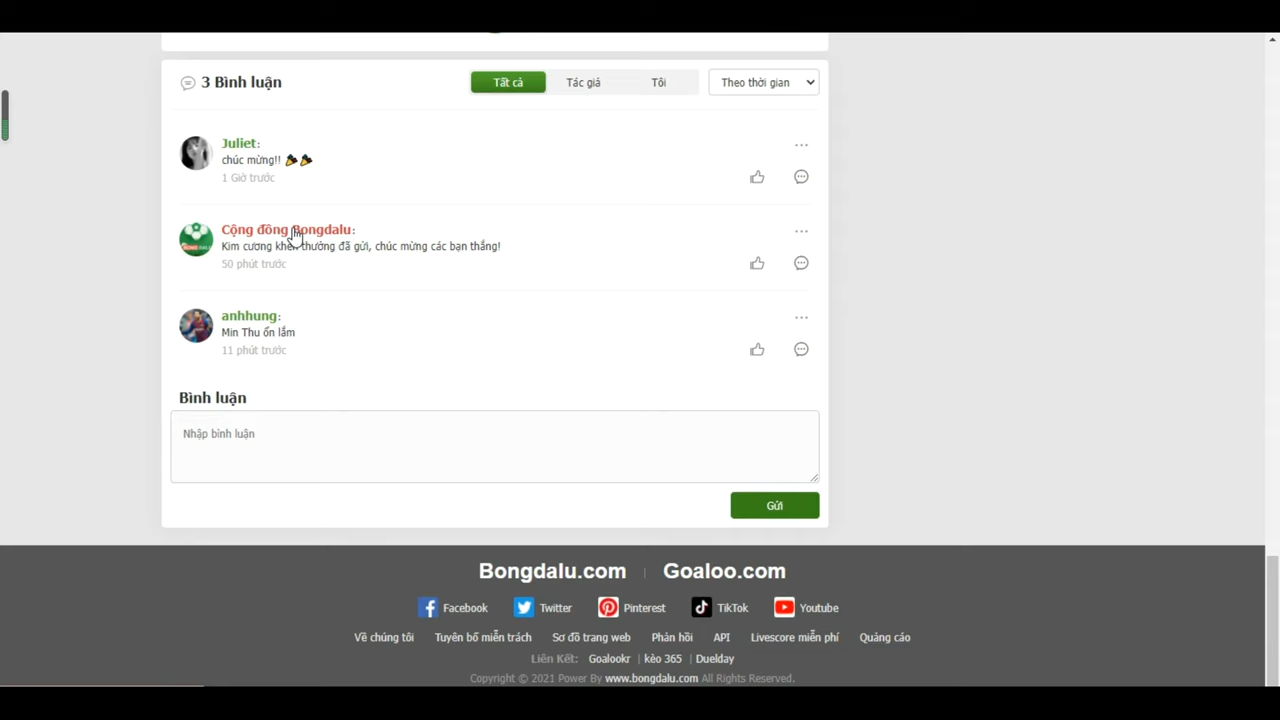 3 Bình luận
Tất cả Tác giả Tôi Theo thời gian
Juliet:
chúc mừng!!
1 Giờ trước
Cộng đồng Bongdalu:
Kim cương khen thưởng đã gửi, chúc mừng các bạn thắng!
50 phút trước
anhhung:
Min Thu ổn lắm
11 phút trước
Bình luận
Nhập bình luận
Gửi
Bongdalu.com | Goaloo.com
Facebook Twitter Pinterest TikTok Youtube
Về chúng tôi Tuyên bố miễn trách Sơ đồ trang web Phản hồi API Livescore miễn phí Quảng cáo
Liên Kết: Goalookr | kèo 365 | Duelday
Copyright © 2021 Power By www.bongdalu.com All Rights Reserved.